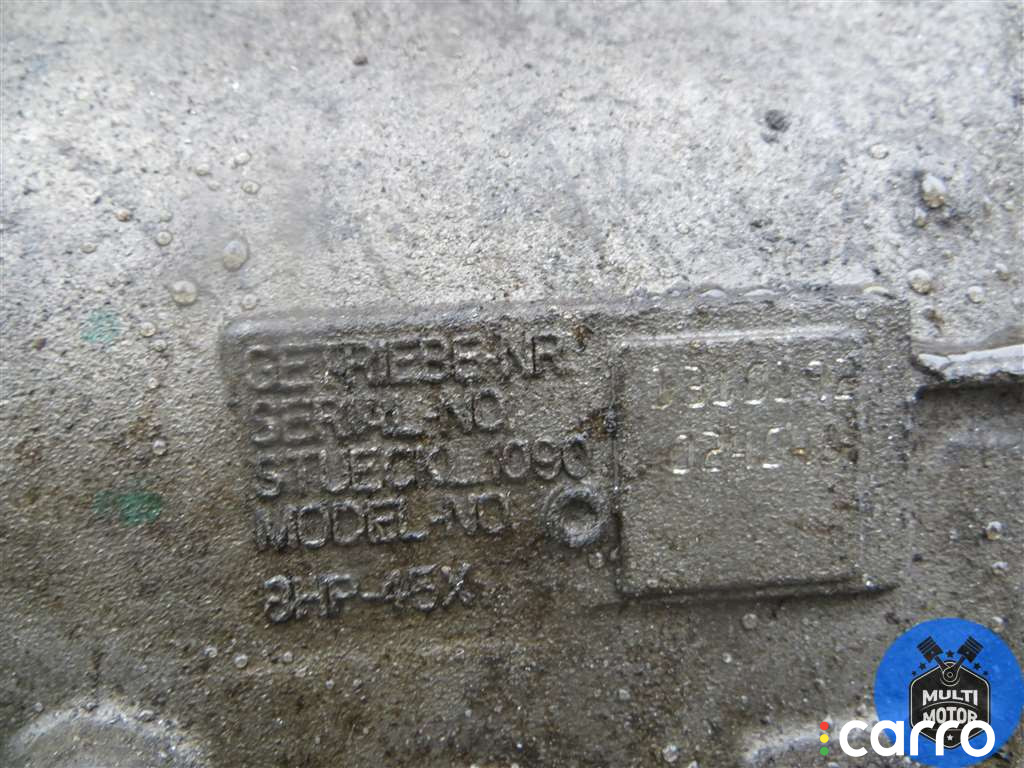 GETRIEBE-NR
SERIAL-NO
STUECKL.1090
MODEL-NO
8HP-45X
MULTI
MOTOR
carro